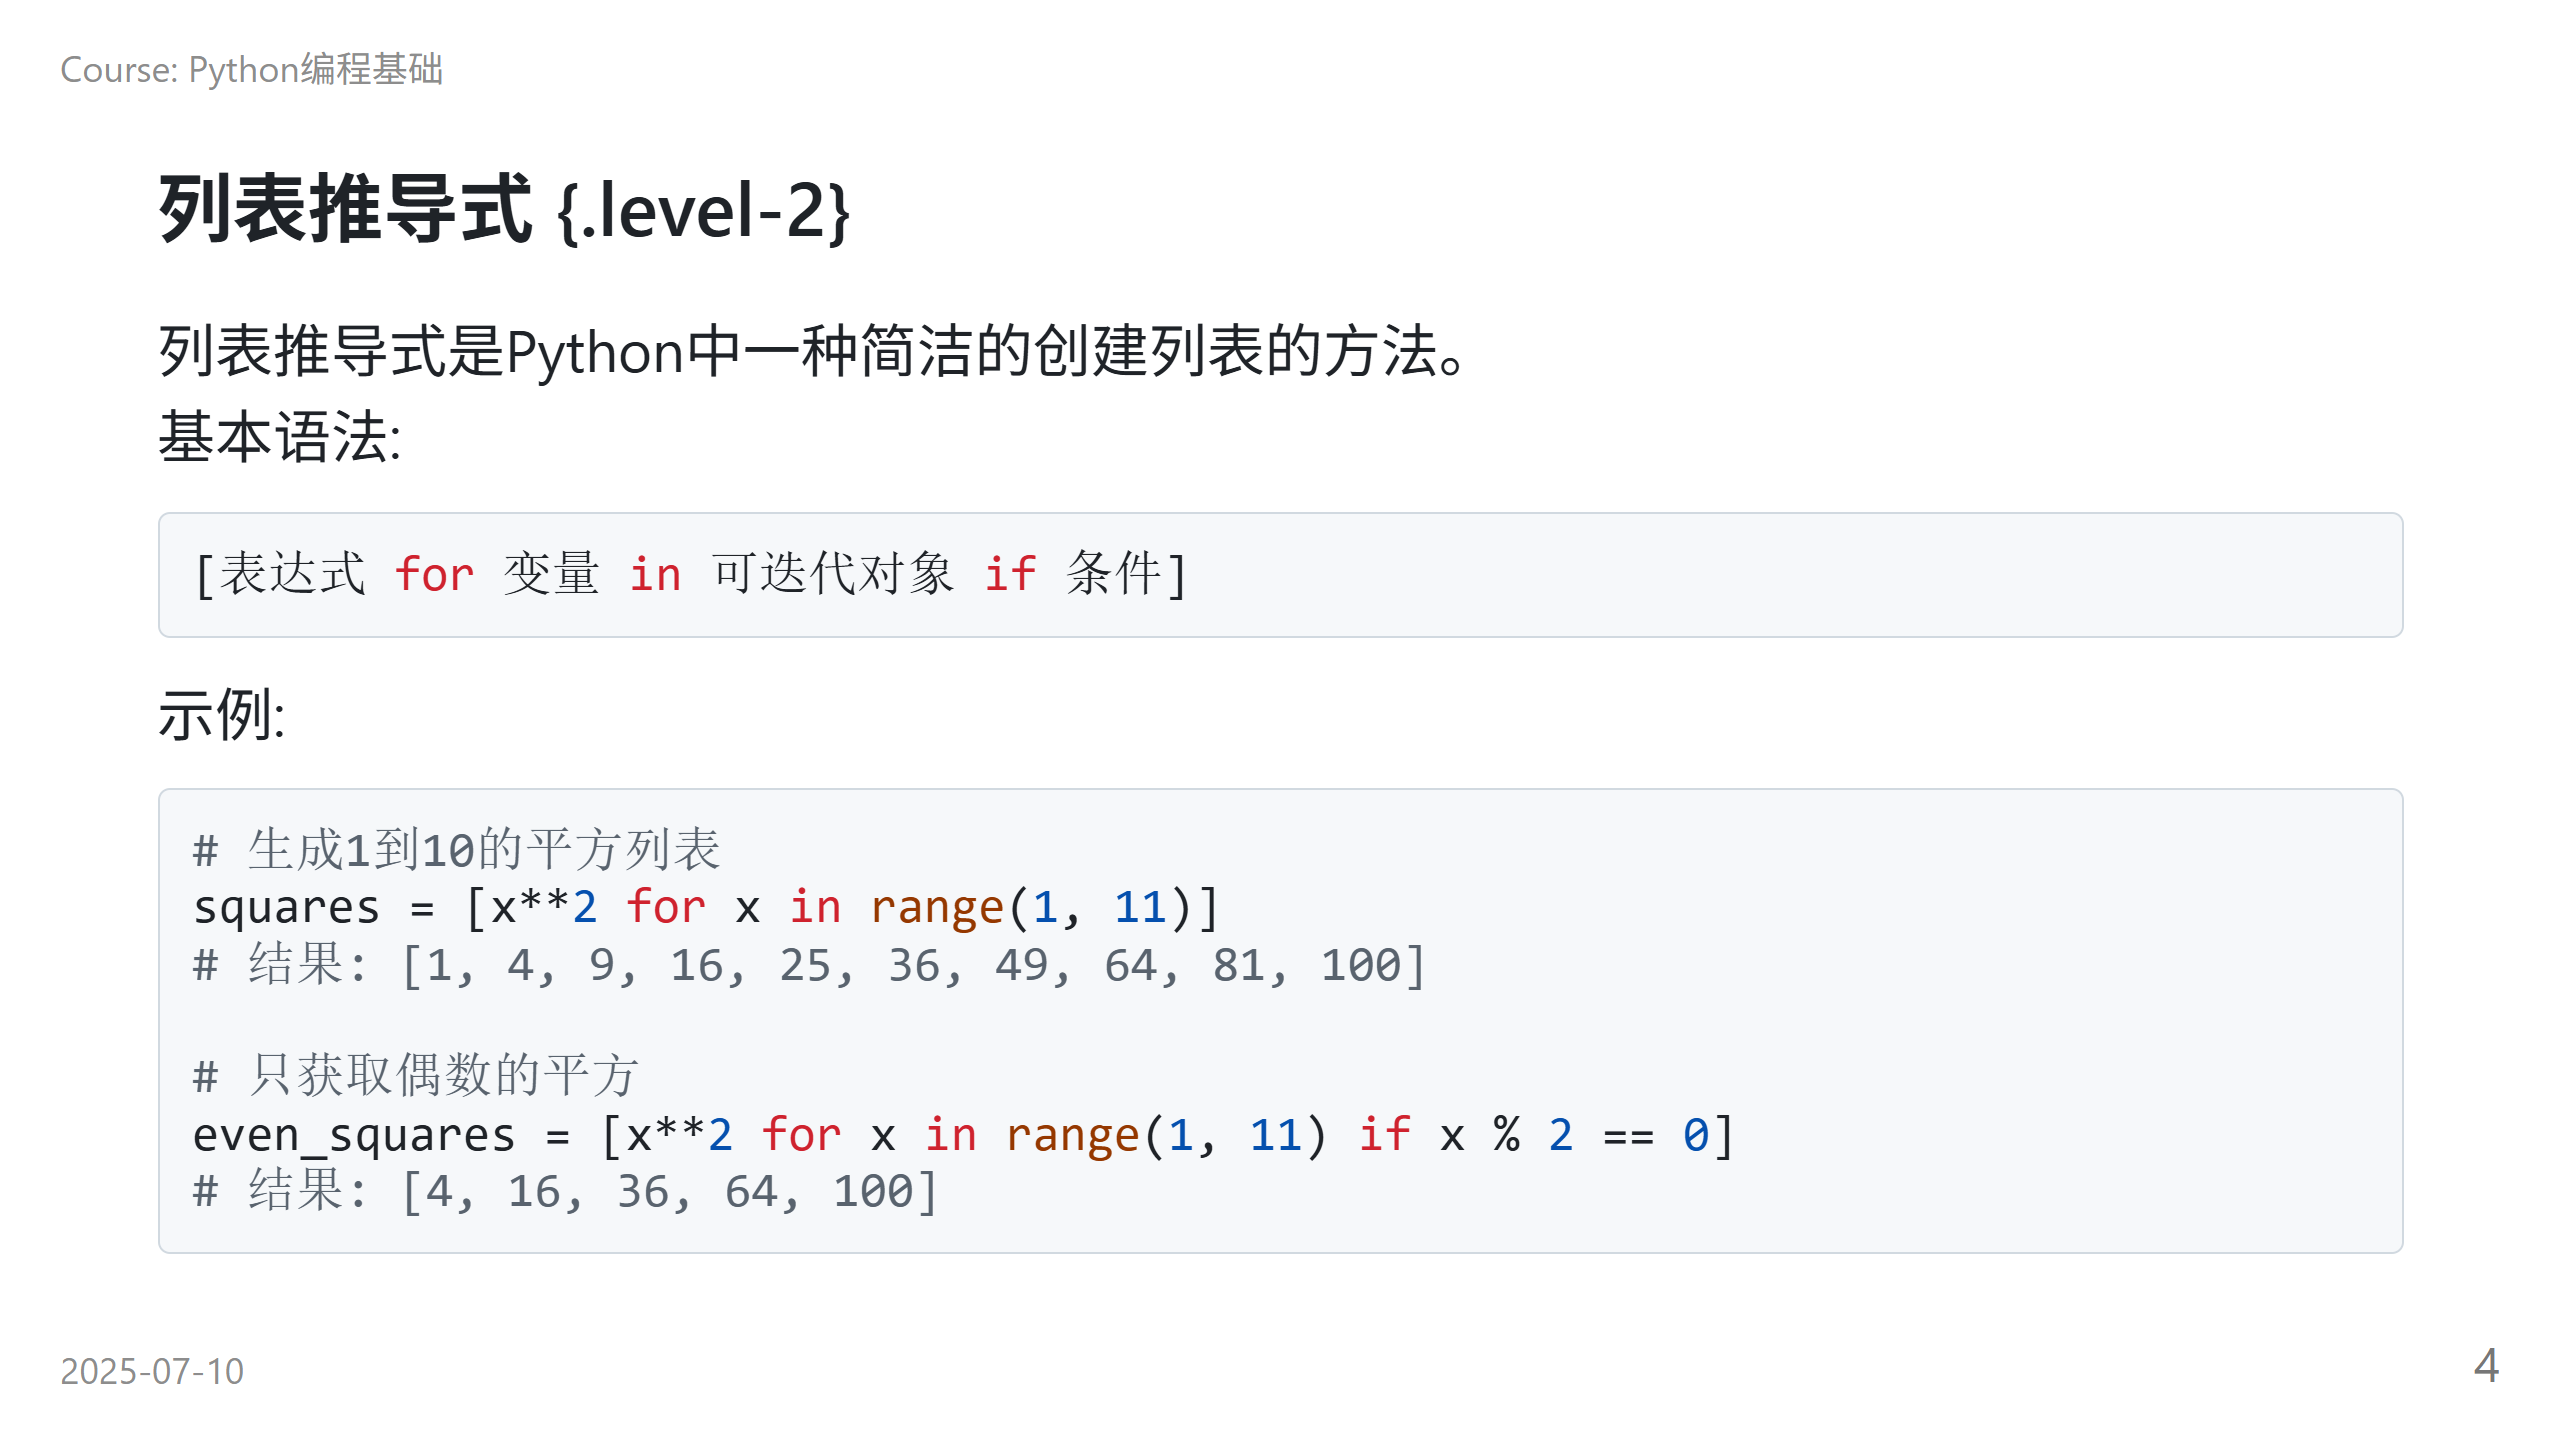 Course: Python编程基础
列表推导式 {.level-2}
列表推导式是Python中一种简洁的创建列表的方法。
基本语法:
[表达式 for 变量 in 可迭代对象 if 条件]
示例:
# 生成1到10的平方列表
squares = [x**2 for x in range(1, 11)]
# 结果: [1, 4, 9, 16, 25, 36, 49, 64, 81, 100]
# 只获取偶数的平方
even_squares = [x**2 for x in range(1, 11) if x % 2 == 0]
# 结果: [4, 16, 36, 64, 100]
2025-07-10
4